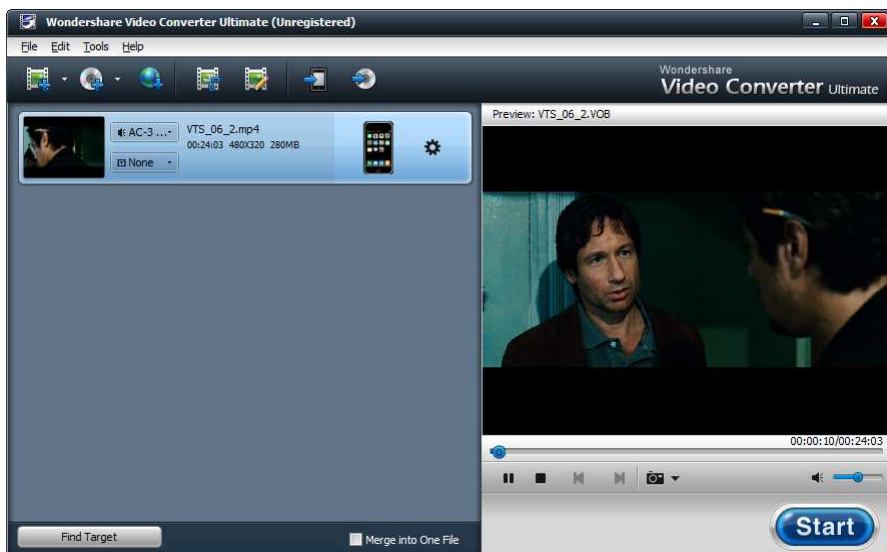 Wondershare Video Converter Ultimate (Unregistered)
File Edit Tools Help
Wondershare
Video Converter Ultimate
AC-3 ...
VTS_06_2.mp4
00:24:03 480X320 280MB
None
Preview: VTS_06_2.VOB
00:00:10/00:24:03
Find Target
Merge into One File
Start